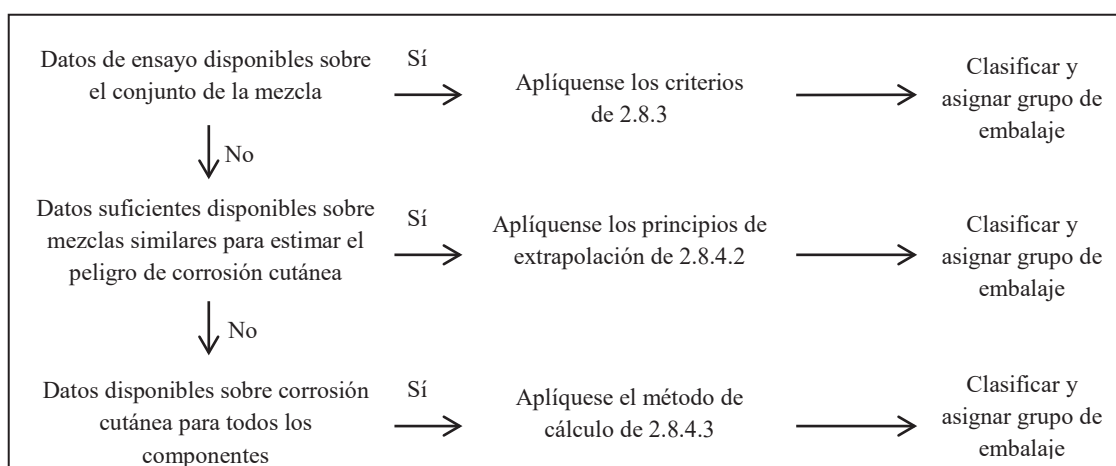 Datos de ensayo disponibles sobre
el conjunto de la mezcla
Sí
Aplíquense los criterios
de 2.8.3
Clasificar y
asignar grupo de
embalaje
No
Datos suficientes disponibles sobre
mezclas similares para estimar el
peligro de corrosión cutánea
Sí
Aplíquense los principios de
extrapolación de 2.8.4.2
Clasificar y
asignar grupo de
embalaje
No
Datos disponibles sobre corrosión
cutánea para todos los
componentes
Sí
Aplíquese el método de
cálculo de 2.8.4.3
Clasificar y
asignar grupo de
embalaje